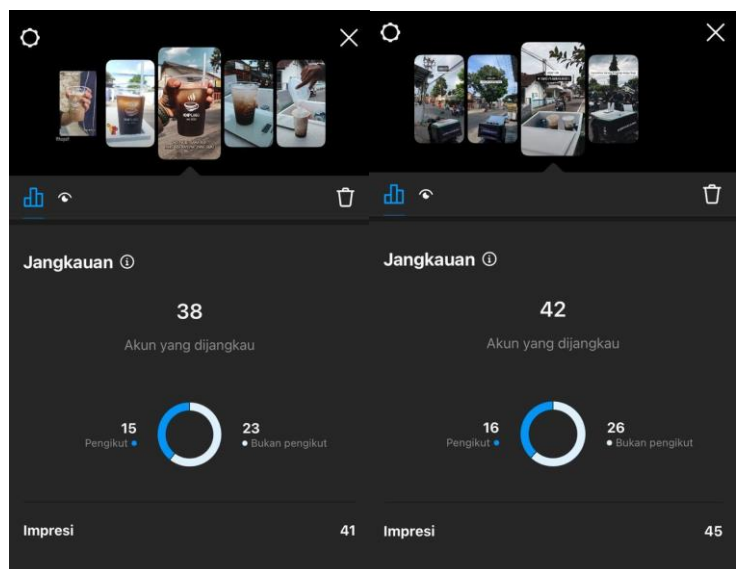 Jangkauan
38
Akun yang dijangkau
15
Pengikut
23
Bukan pengikut
Impresi 41
Jangkauan
42
Akun yang dijangkau
16
Pengikut
26
Bukan pengikut
Impresi 45